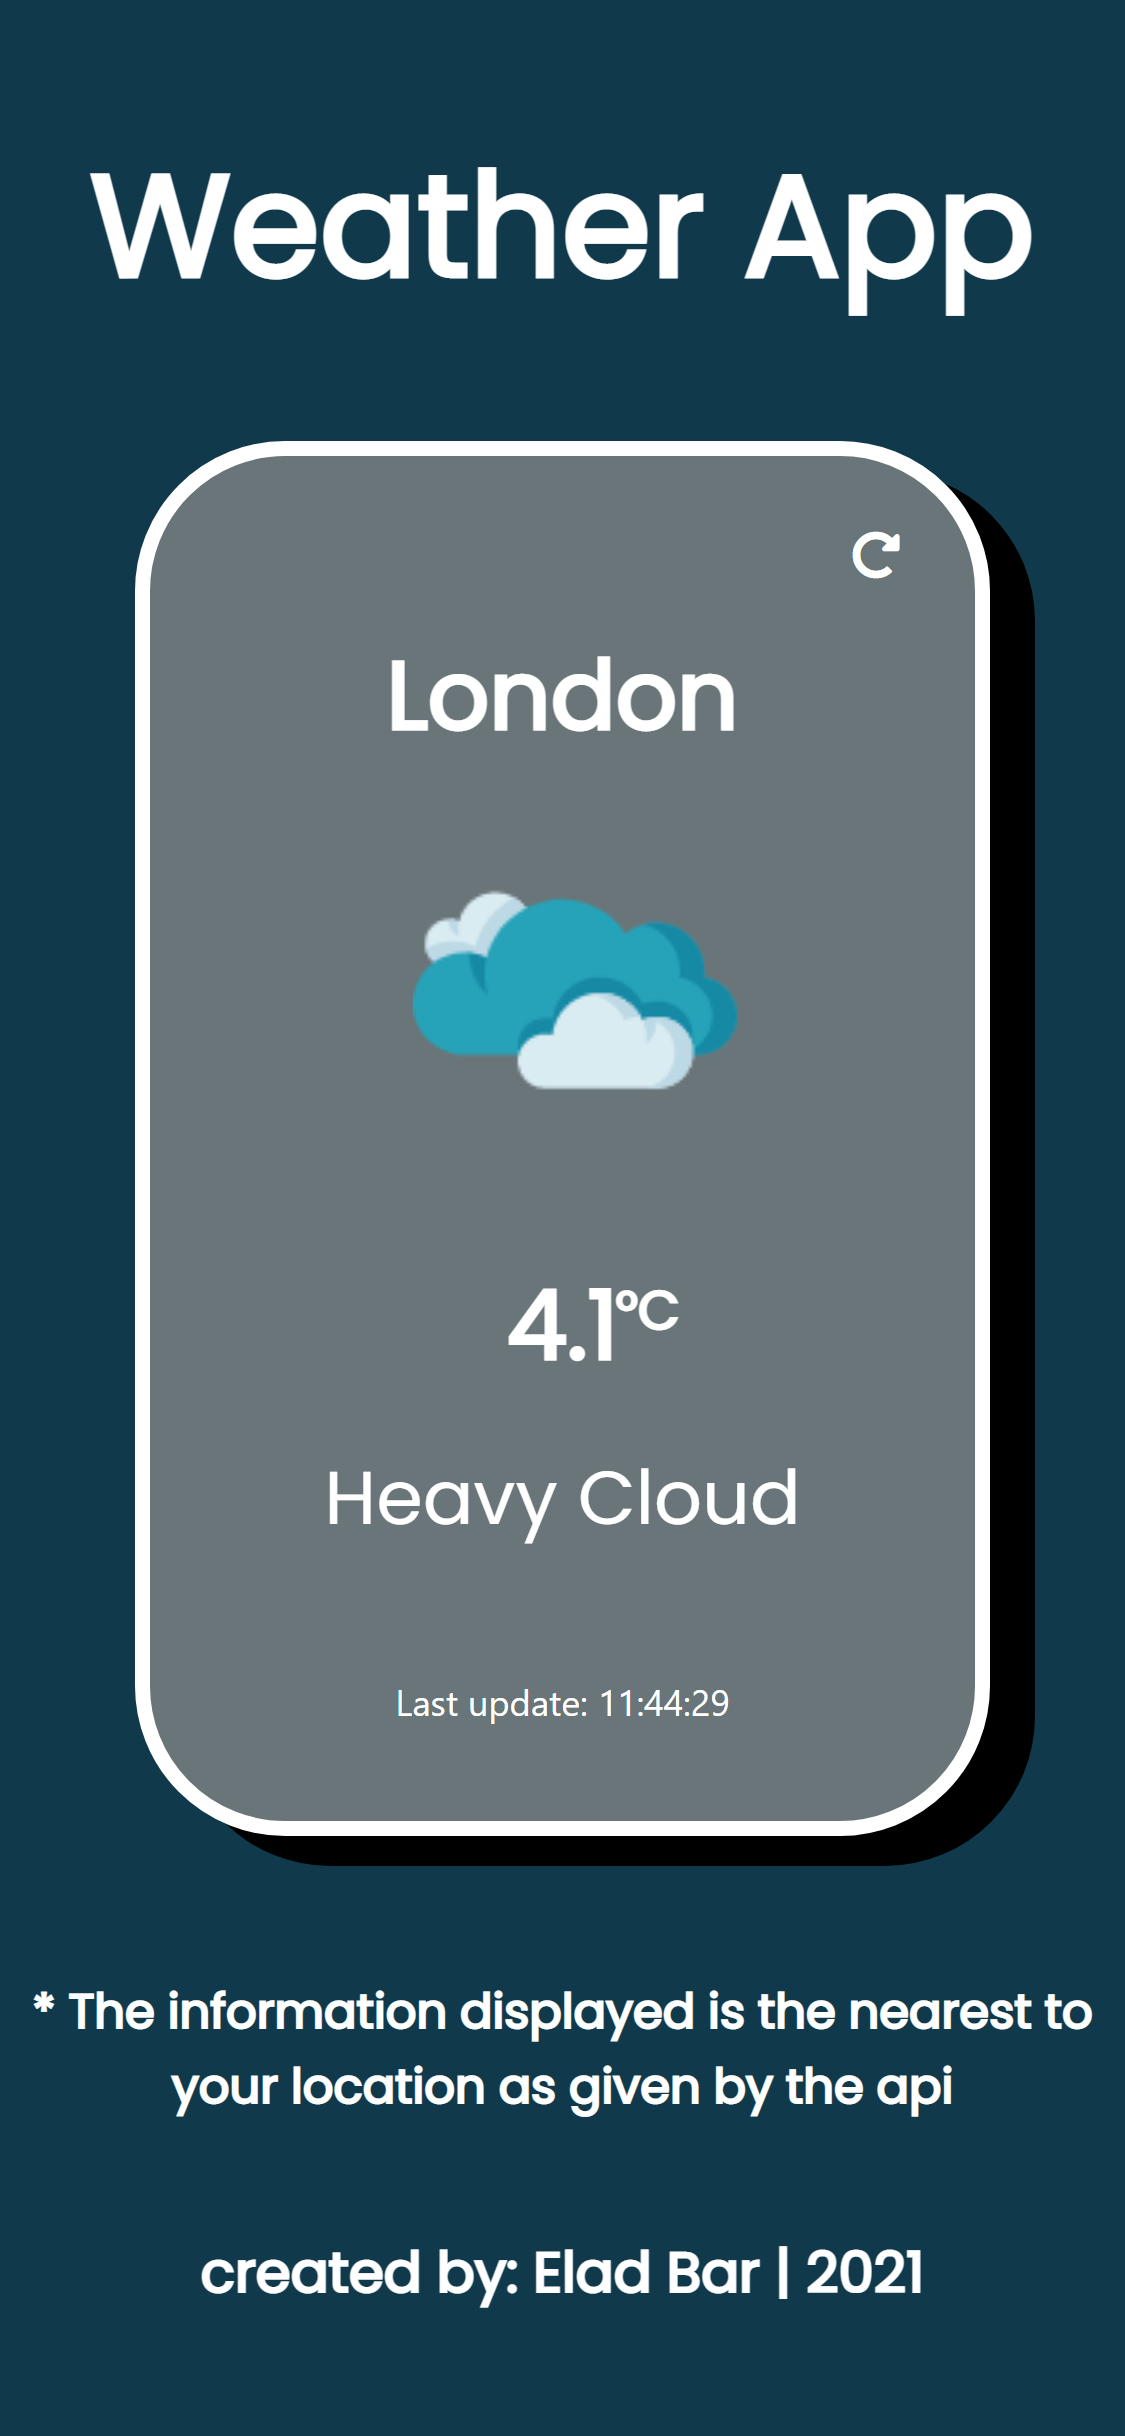 Weather App
London
4.1°C
Heavy Cloud
Last update: 11:44:29
* The information displayed is the nearest to
your location as given by the api
created by: Elad Bar | 2021